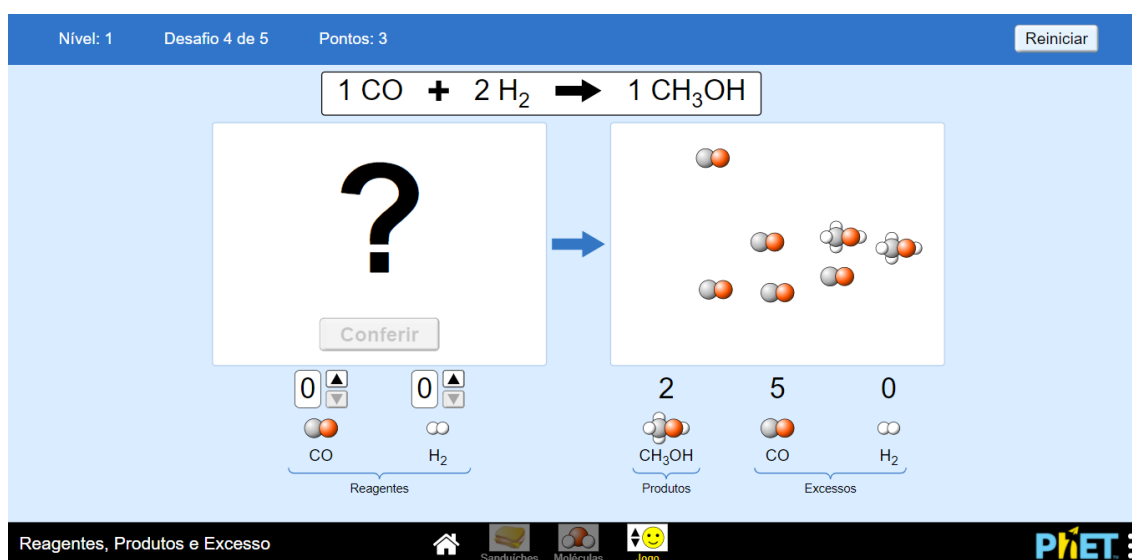 Nível: 1 Desafio 4 de 5 Pontos: 3 Reiniciar
1 CO + 2 H₂ → 1 CH₃OH
?
Conferir
0 0 2 5 0
CO H₂ CH₃OH CO H₂
Reagentes Produtos Excessos
Reagentes, Produtos e Excesso Sanduíches Moléculas Jogo PhET